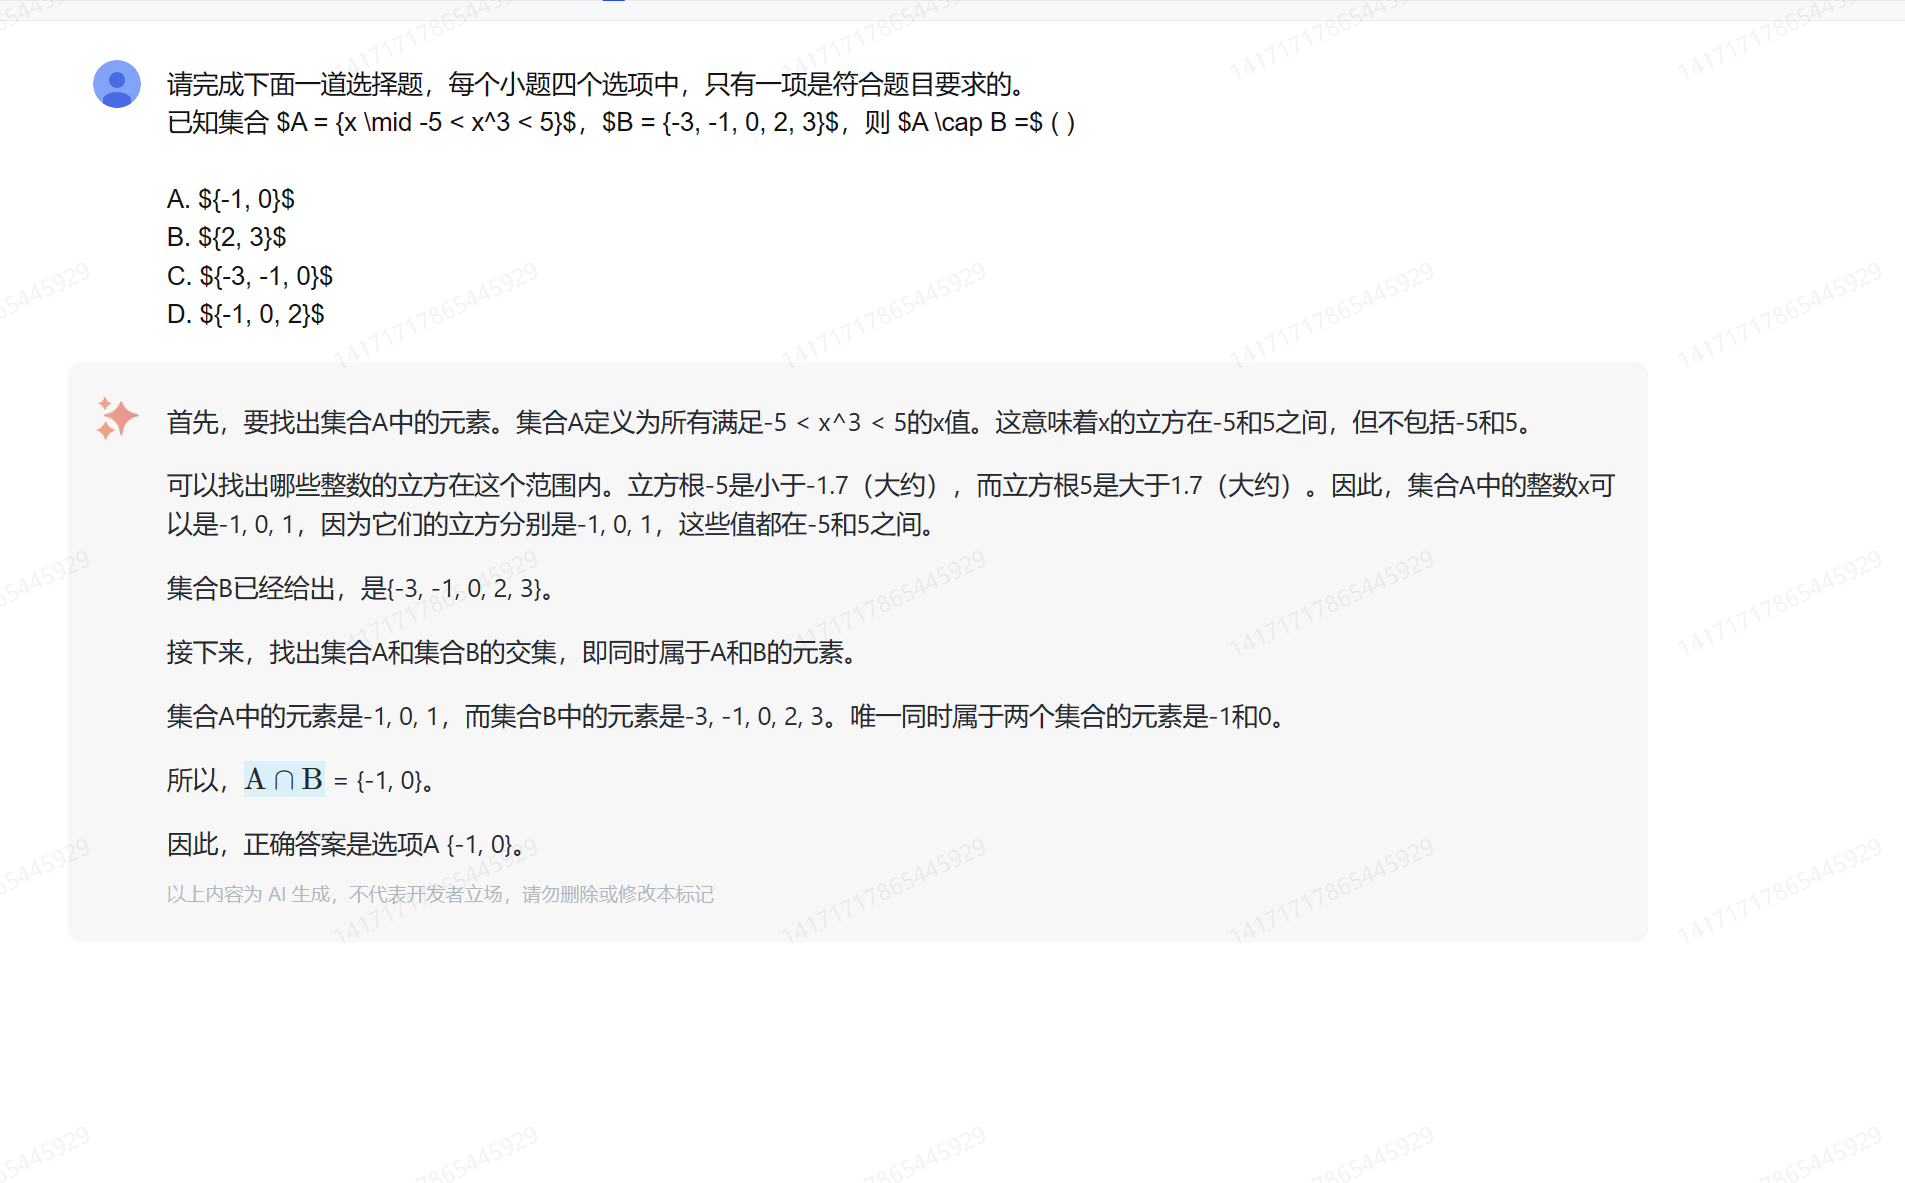 请完成下面一道选择题，每个小题四个选项中，只有一项是符合题目要求的。
已知集合 $A = {x \mid -5 < x^3 < 5}$，$B = {-3, -1, 0, 2, 3}$，则 $A \cap B =$ ( )
A. ${-1, 0}$
B. ${2, 3}$
C. ${-3, -1, 0}$
D. ${-1, 0, 2}$
首先，要找出集合A中的元素。集合A定义为所有满足-5 < x^3 < 5的x值。这意味着x的立方在-5和5之间，但不包括-5和5。
可以找出哪些整数的立方在这个范围内。立方根-5是小于-1.7（大约），而立方根5是大于1.7（大约）。因此，集合A中的整数x可
以是-1, 0, 1，因为它们的立方分别是-1, 0, 1，这些值都在-5和5之间。
集合B已经给出，是{-3, -1, 0, 2, 3}。
接下来，找出集合A和集合B的交集，即同时属于A和B的元素。
集合A中的元素是-1, 0, 1，而集合B中的元素是-3, -1, 0, 2, 3。唯一同时属于两个集合的元素是-1和0。
所以，A ∩ B = {-1, 0}。
因此，正确答案是选项A {-1, 0}。
以上内容为 AI 生成，不代表开发者立场，请勿删除或修改本标记
1417171786544​5929